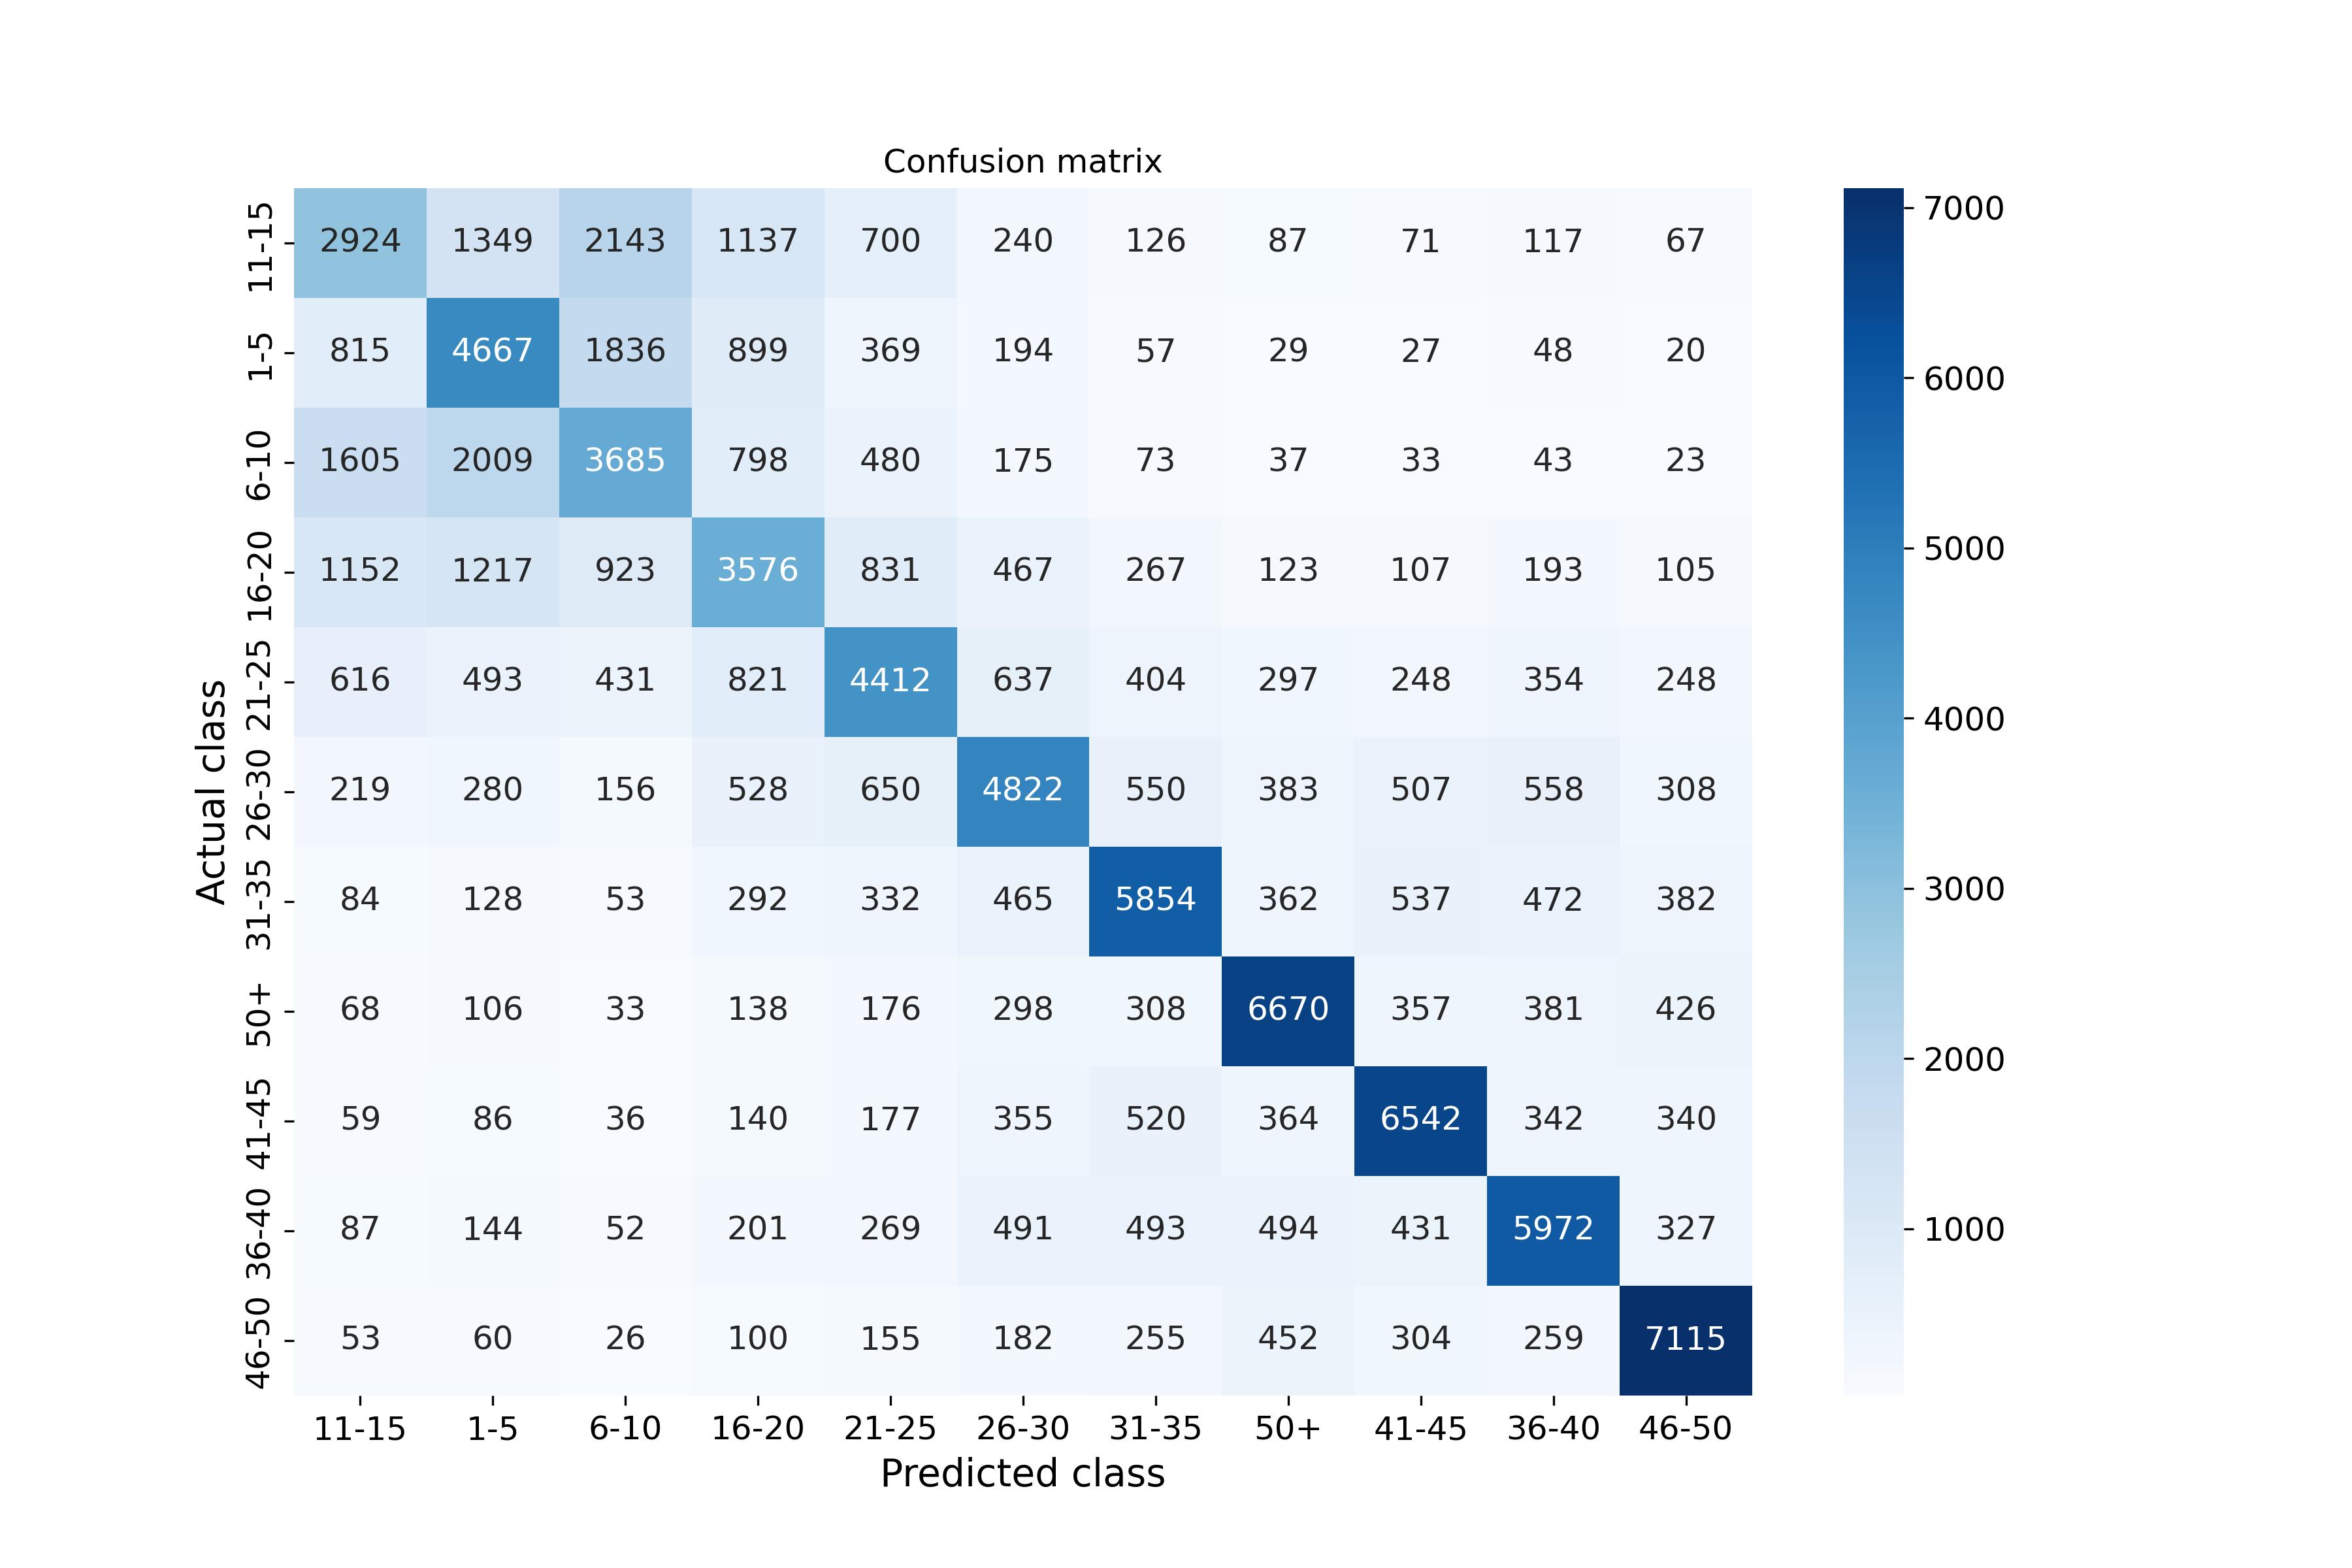 Confusion matrix
11-15 2924 1349 2143 1137 700 240 126 87 71 117 67
1-5 815 4667 1836 899 369 194 57 29 27 48 20
6-10 1605 2009 3685 798 480 175 73 37 33 43 23
16-20 1152 1217 923 3576 831 467 267 123 107 193 105
21-25 616 493 431 821 4412 637 404 297 248 354 248
26-30 219 280 156 528 650 4822 550 383 507 558 308
31-35 84 128 53 292 332 465 5854 362 537 472 382
50+ 68 106 33 138 176 298 308 6670 357 381 426
41-45 59 86 36 140 177 355 520 364 6542 342 340
36-40 87 144 52 201 269 491 493 494 431 5972 327
46-50 53 60 26 100 155 182 255 452 304 259 7115
11-15 1-5 6-10 16-20 21-25 26-30 31-35 50+ 41-45 36-40 46-50
Predicted class
Actual class
7000
6000
5000
4000
3000
2000
1000